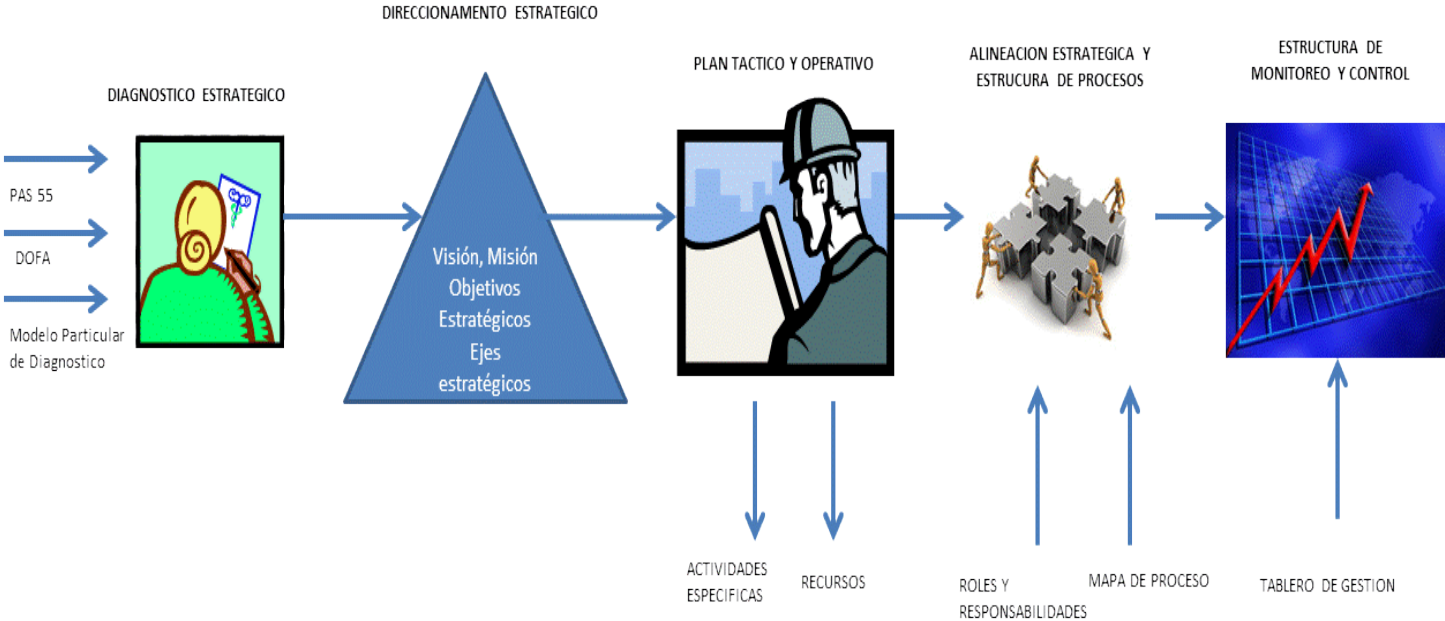 DIRECCIONAMENTO ESTRATEGICO
DIAGNOSTICO ESTRATEGICO
PLAN TACTICO Y OPERATIVO
ALINEACION ESTRATEGICA Y
ESTRUCURA DE PROCESOS
ESTRUCTURA DE
MONITOREO Y CONTROL
PAS 55
DOFA
Modelo Particular
de Diagnostico
Visión, Misión
Objetivos
Estratégicos
Ejes
estratégicos
ACTIVIDADES
ESPECIFICAS
RECURSOS
ROLES Y
RESPONSABILIDADES
MAPA DE PROCESO
TABLERO DE GESTION